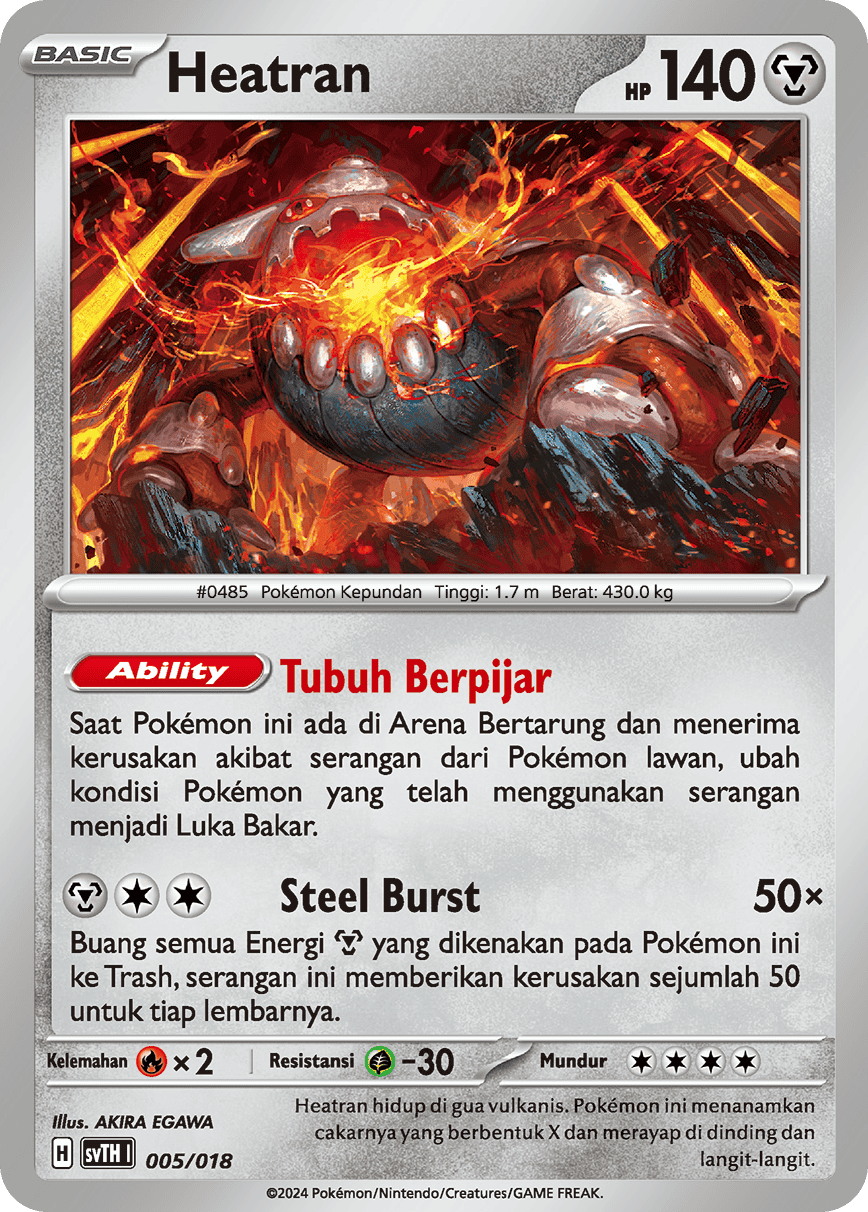 BASIC
Heatran
HP 140
#0485 Pokémon Kepundan Tinggi: 1.7 m Berat: 430.0 kg
Ability Tubuh Berpijar
Saat Pokémon ini ada di Arena Bertarung dan menerima
kerusakan akibat serangan dari Pokémon lawan, ubah
kondisi Pokémon yang telah menggunakan serangan
menjadi Luka Bakar.
Steel Burst 50×
Buang semua Energi yang dikenakan pada Pokémon ini
ke Trash, serangan ini memberikan kerusakan sejumlah 50
untuk tiap lembarnya.
Kelemahan ×2 Resistansi -30 Mundur
Illus. AKIRA EGAWA
H svTH I 005/018
Heatran hidup di gua vulkanis. Pokémon ini menanamkan
cakarnya yang berbentuk X dan merayap di dinding dan
langit-langit.
©2024 Pokémon/Nintendo/Creatures/GAME FREAK.